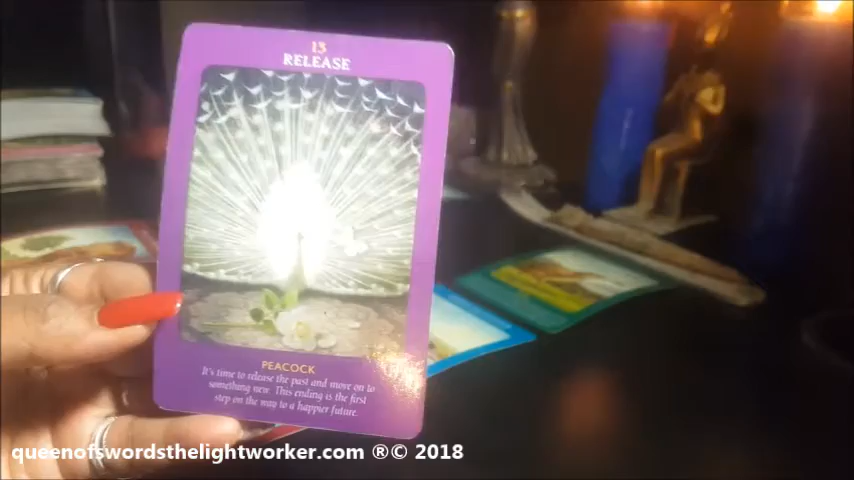 13
RELEASE
PEACOCK
It's time to release the past and move on to
something new. This ending is the first
step on the way to a happier future.
queenofswordsthelightworker.com ®© 2018